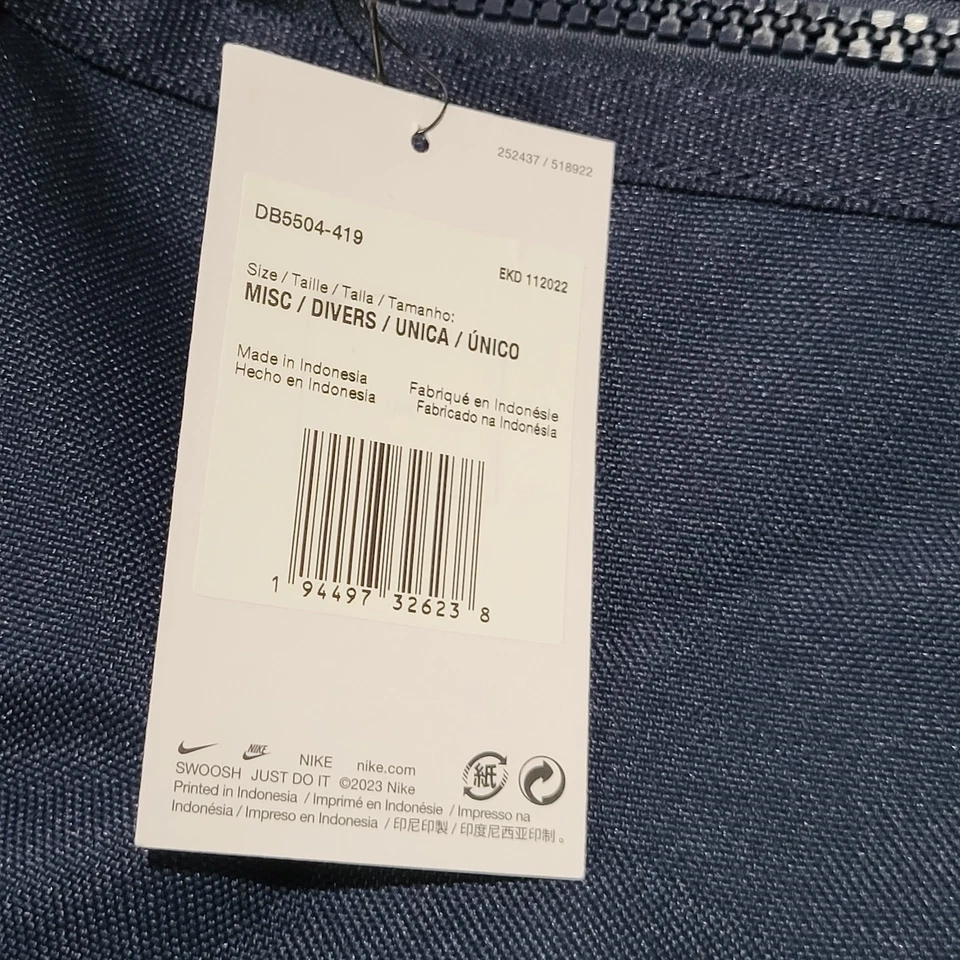 252437 / 518922
DB5504-419
EKD 112022
Size / Taille / Talla / Tamanho:
MISC / DIVERS / UNICA / ÚNICO
Made in Indonesia
Hecho en Indonesia
Fabriqué en Indonésie
Fabricado na Indonésia
1 94497 32623 8
NIKE
NIKE nike.com
紙
SWOOSH JUST DO IT ©2023 Nike
Printed in Indonesia / Imprimé en Indonésie / Impresso na
Indonésia / Impreso en Indonesia / 印尼印製 / 印度尼西亚印制。